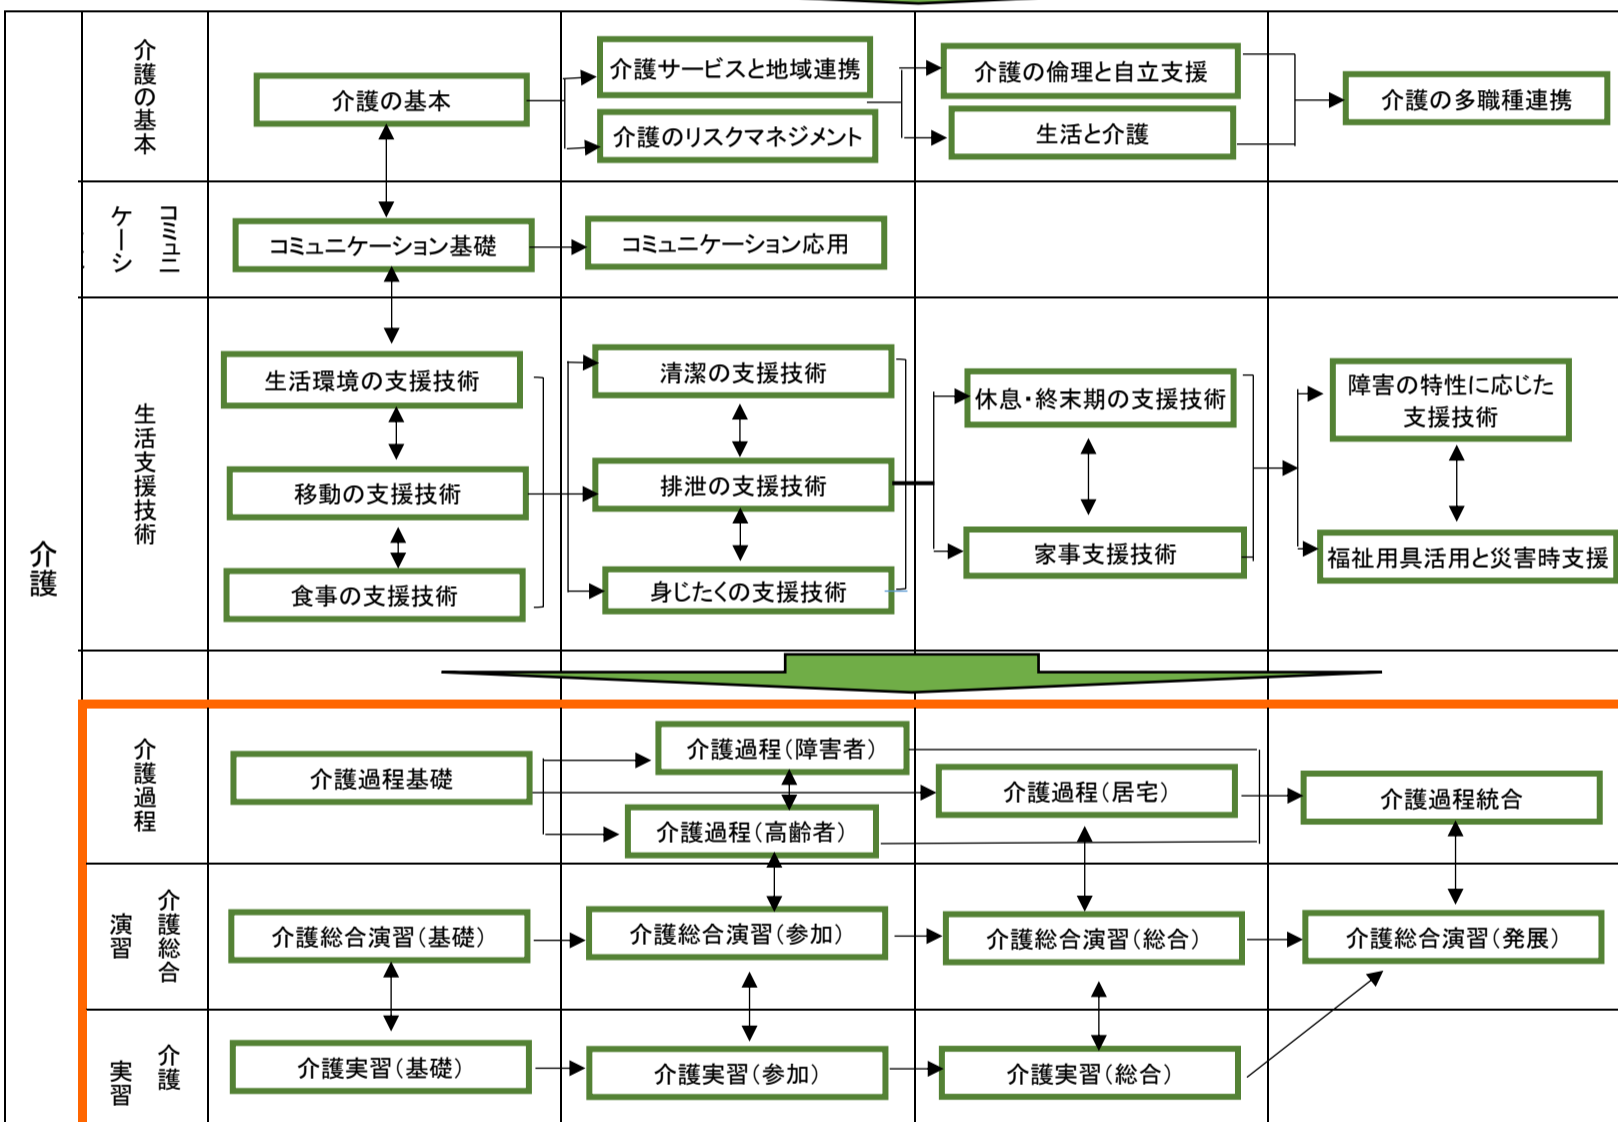 介護
介護の基本
介護の基本
介護サービスと地域連携
介護のリスクマネジメント
介護の倫理と自立支援
生活と介護
介護の多職種連携
コミュニ
ケーシ
コミュニケーション基礎
コミュニケーション応用
生活支援技術
生活環境の支援技術
移動の支援技術
食事の支援技術
清潔の支援技術
排泄の支援技術
身じたくの支援技術
休息・終末期の支援技術
家事支援技術
障害の特性に応じた
支援技術
福祉用具活用と災害時支援
介護過程
介護過程基礎
介護過程(障害者)
介護過程(高齢者)
介護過程(居宅)
介護過程統合
介護総合
演習
介護総合演習(基礎)
介護総合演習(参加)
介護総合演習(総合)
介護総合演習(発展)
介護
実習
介護実習(基礎)
介護実習(参加)
介護実習(総合)